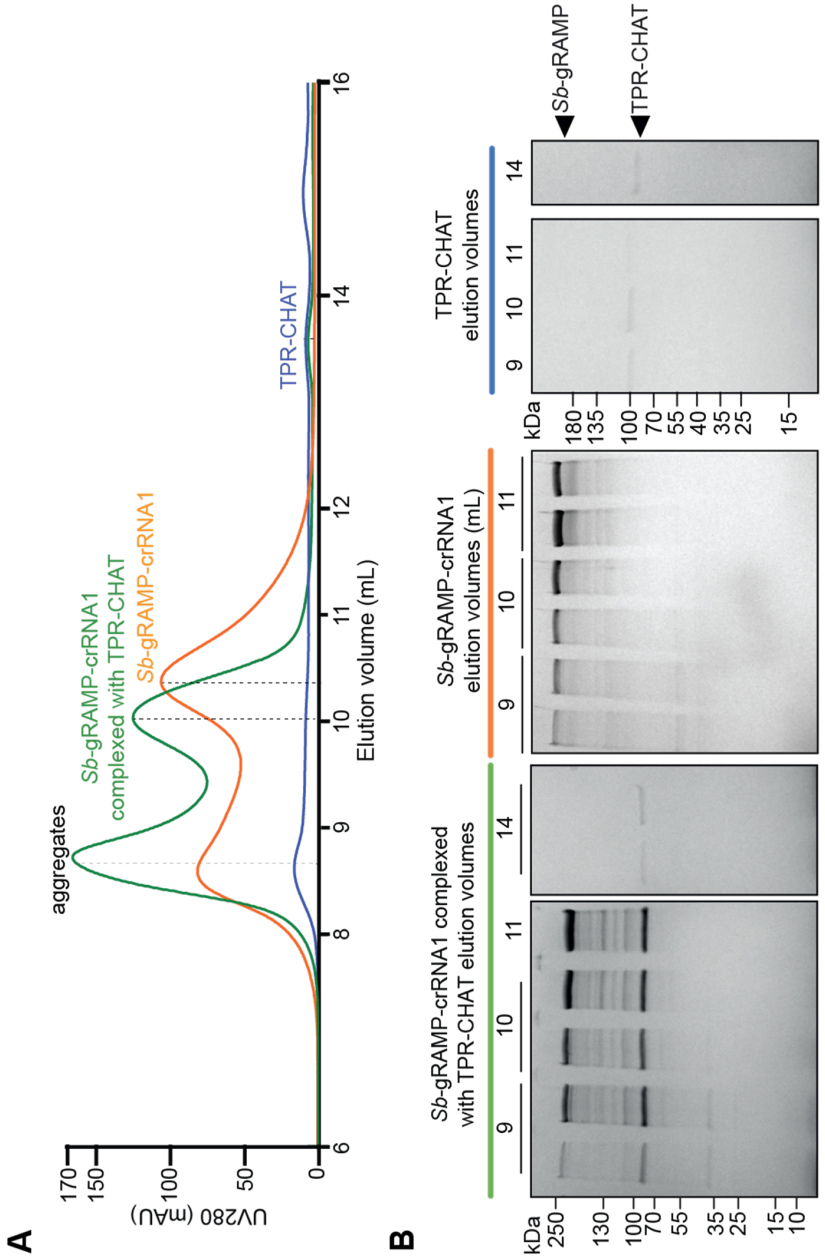 A
aggregates
Sb-gRAMP-crRNA1
complexed with TPR-CHAT
Sb-gRAMP-crRNA1
TPR-CHAT
UV280 (mAU)
170
150
100
50
0
6
8
9
10
11
12
14
16
Elution volume (mL)
B
Sb-gRAMP-crRNA1 complexed
with TPR-CHAT elution volumes
9
10
11
14
kDa
250
130
100
70
55
35
25
15
10
Sb-gRAMP-crRNA1
elution volumes (mL)
9
10
11
TPR-CHAT
elution volumes
9
10
11
14
kDa
180
135
100
70
55
40
35
25
15
Sb-gRAMP
TPR-CHAT